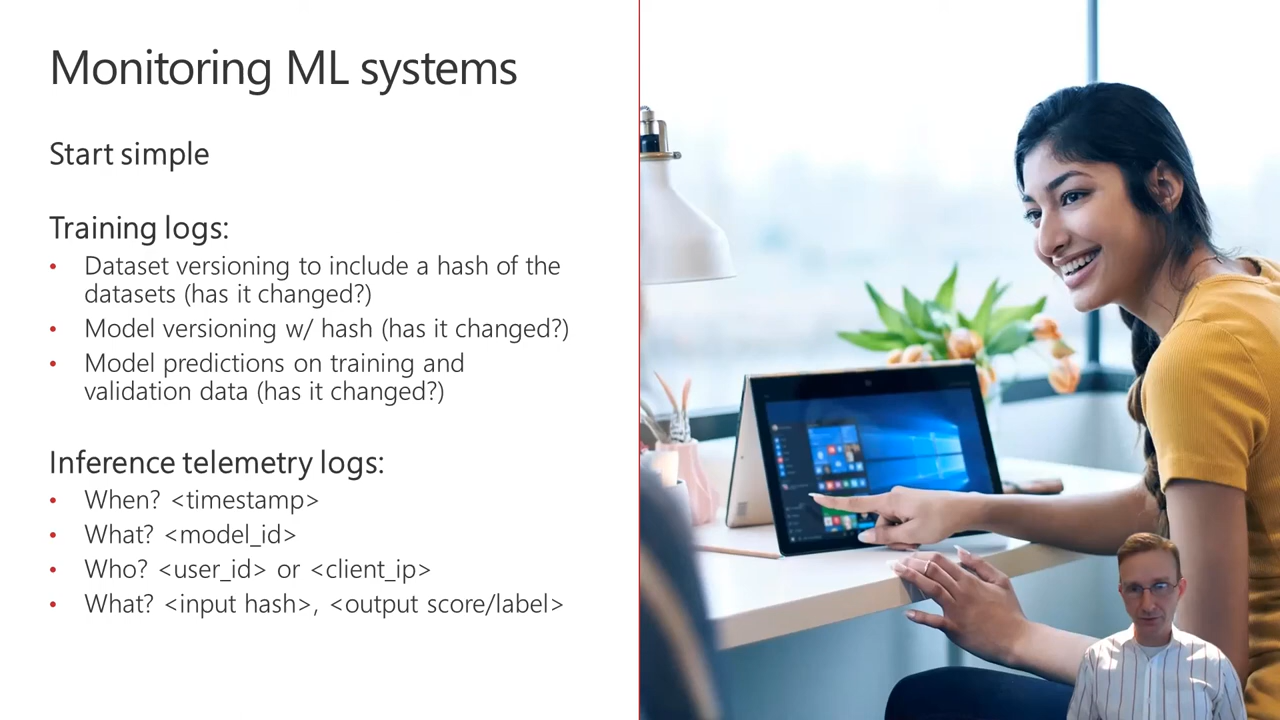 Monitoring ML systems
Start simple
Training logs:
• Dataset versioning to include a hash of the
datasets (has it changed?)
• Model versioning w/ hash (has it changed?)
• Model predictions on training and
validation data (has it changed?)
Inference telemetry logs:
• When? <timestamp>
• What? <model_id>
• Who? <user_id> or <client_ip>
• What? <input hash>, <output score/label>